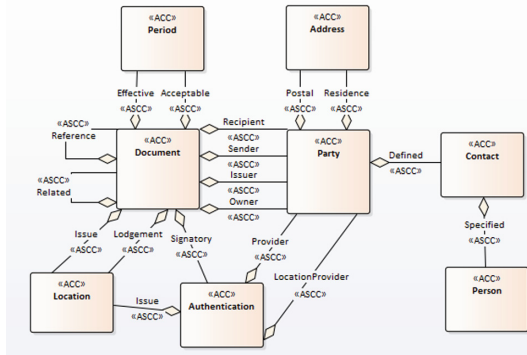 «ACC»
Period
«ACC»
Address
Effective
«ASCC»
Acceptable
«ASCC»
Postal
«ASCC»
Residence
«ASCC»
«ASCC»
Reference
«ACC»
Document
Recipient
«ASCC»
Sender
«ASCC»
Issuer
«ASCC»
Owner
«ASCC»
«ACC»
Party
Defined
«ASCC»
«ACC»
Contact
«ASCC»
Related
Issue
«ASCC»
Lodgement
«ASCC»
Signatory
«ASCC»
Provider
«ASCC»
LocationProvider
«ASCC»
Specified
«ASCC»
«ACC»
Location
Issue
«ASCC»
«ACC»
Authentication
«ACC»
Person